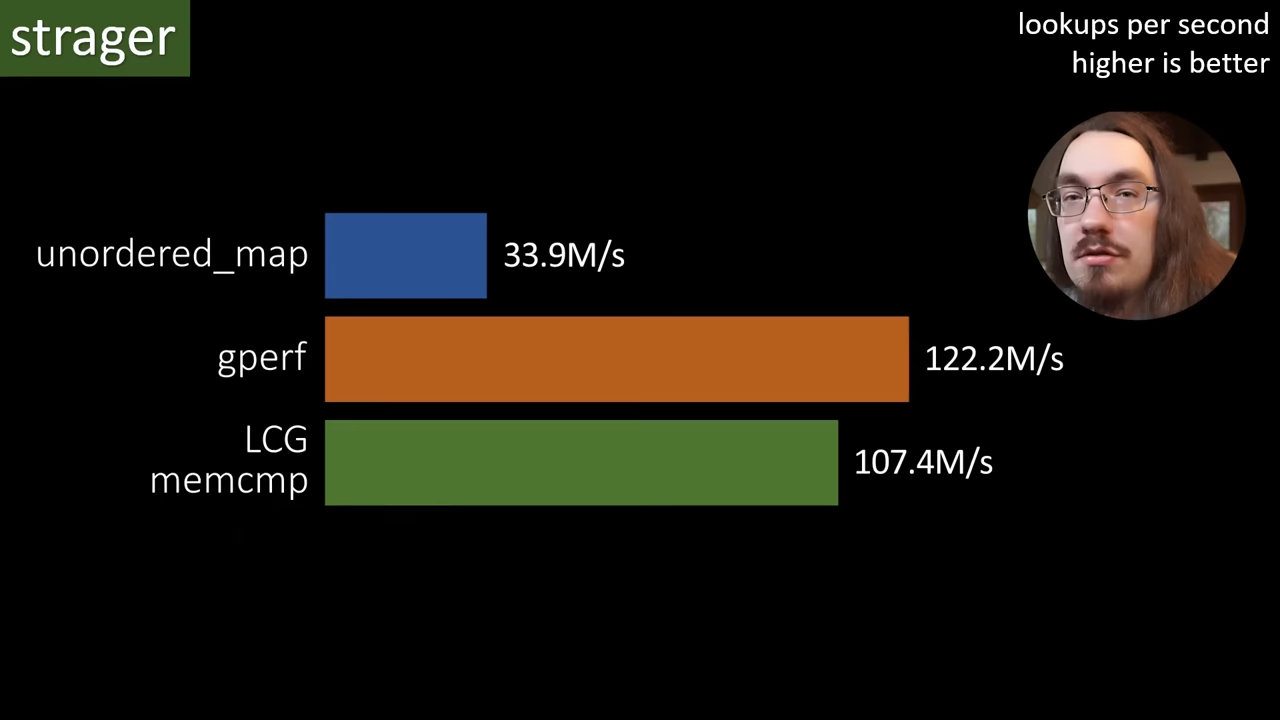 strager
lookups per second
higher is better
unordered_map
33.9M/s
gperf
122.2M/s
LCG
memcmp
107.4M/s